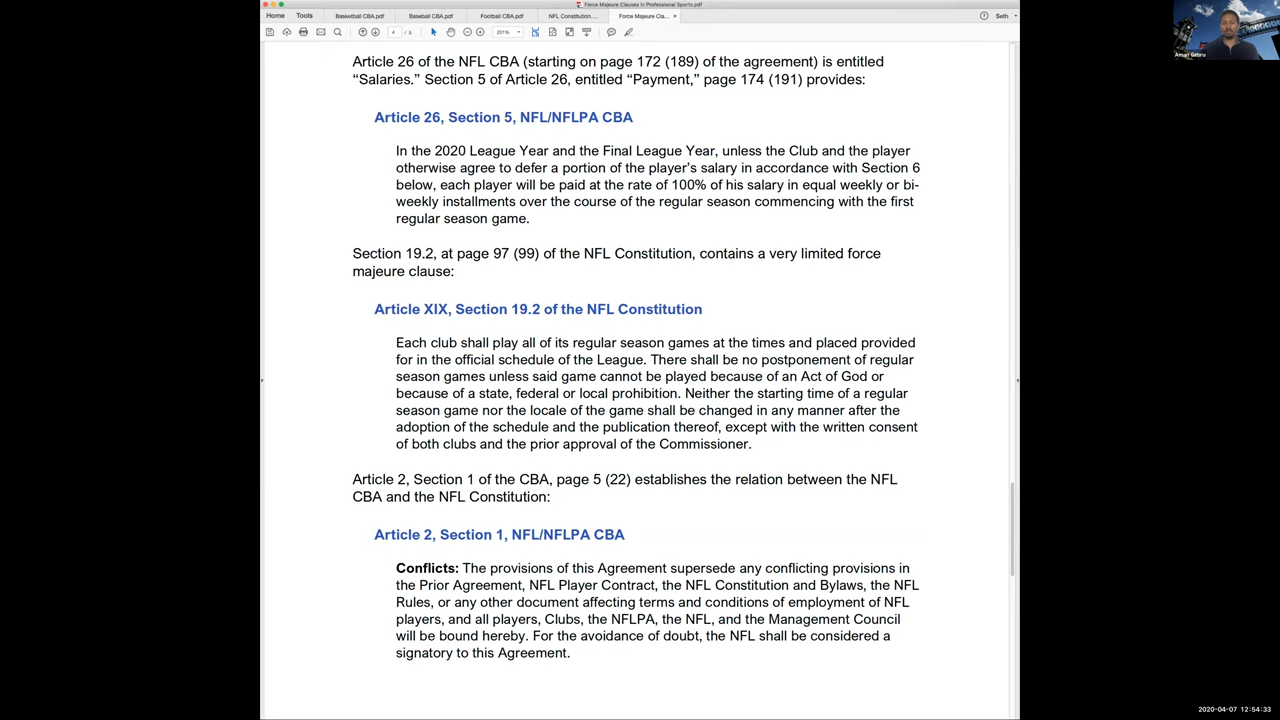 Force Majeure Clauses in Professional Sports.pdf
Home Tools Basketball CBA.pdf Baseball CBA.pdf Football CBA.pdf NFL Constitution.... Force Majeure Cla... × Seth
4 / 6 201%
Aman Gebru
Article 26 of the NFL CBA (starting on page 172 (189) of the agreement) is entitled
“Salaries.” Section 5 of Article 26, entitled “Payment,” page 174 (191) provides:
Article 26, Section 5, NFL/NFLPA CBA
In the 2020 League Year and the Final League Year, unless the Club and the player
otherwise agree to defer a portion of the player’s salary in accordance with Section 6
below, each player will be paid at the rate of 100% of his salary in equal weekly or bi-
weekly installments over the course of the regular season commencing with the first
regular season game.
Section 19.2, at page 97 (99) of the NFL Constitution, contains a very limited force
majeure clause:
Article XIX, Section 19.2 of the NFL Constitution
Each club shall play all of its regular season games at the times and placed provided
for in the official schedule of the League. There shall be no postponement of regular
season games unless said game cannot be played because of an Act of God or
because of a state, federal or local prohibition. Neither the starting time of a regular
season game nor the locale of the game shall be changed in any manner after the
adoption of the schedule and the publication thereof, except with the written consent
of both clubs and the prior approval of the Commissioner.
Article 2, Section 1 of the CBA, page 5 (22) establishes the relation between the NFL
CBA and the NFL Constitution:
Article 2, Section 1, NFL/NFLPA CBA
Conflicts: The provisions of this Agreement supersede any conflicting provisions in
the Prior Agreement, NFL Player Contract, the NFL Constitution and Bylaws, the NFL
Rules, or any other document affecting terms and conditions of employment of NFL
players, and all players, Clubs, the NFLPA, the NFL, and the Management Council
will be bound hereby. For the avoidance of doubt, the NFL shall be considered a
signatory to this Agreement.
2020-04-07 12:54:33